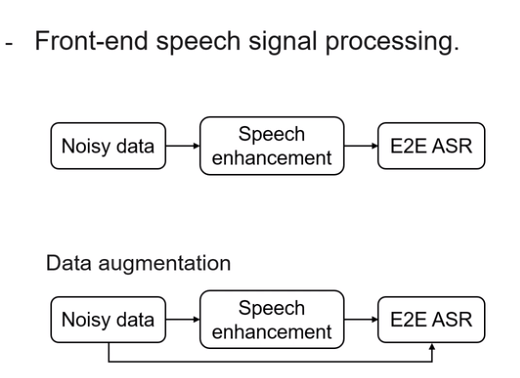 - Front-end speech signal processing.
Noisy data
Speech
enhancement
E2E ASR
Data augmentation
Noisy data
Speech
enhancement
E2E ASR